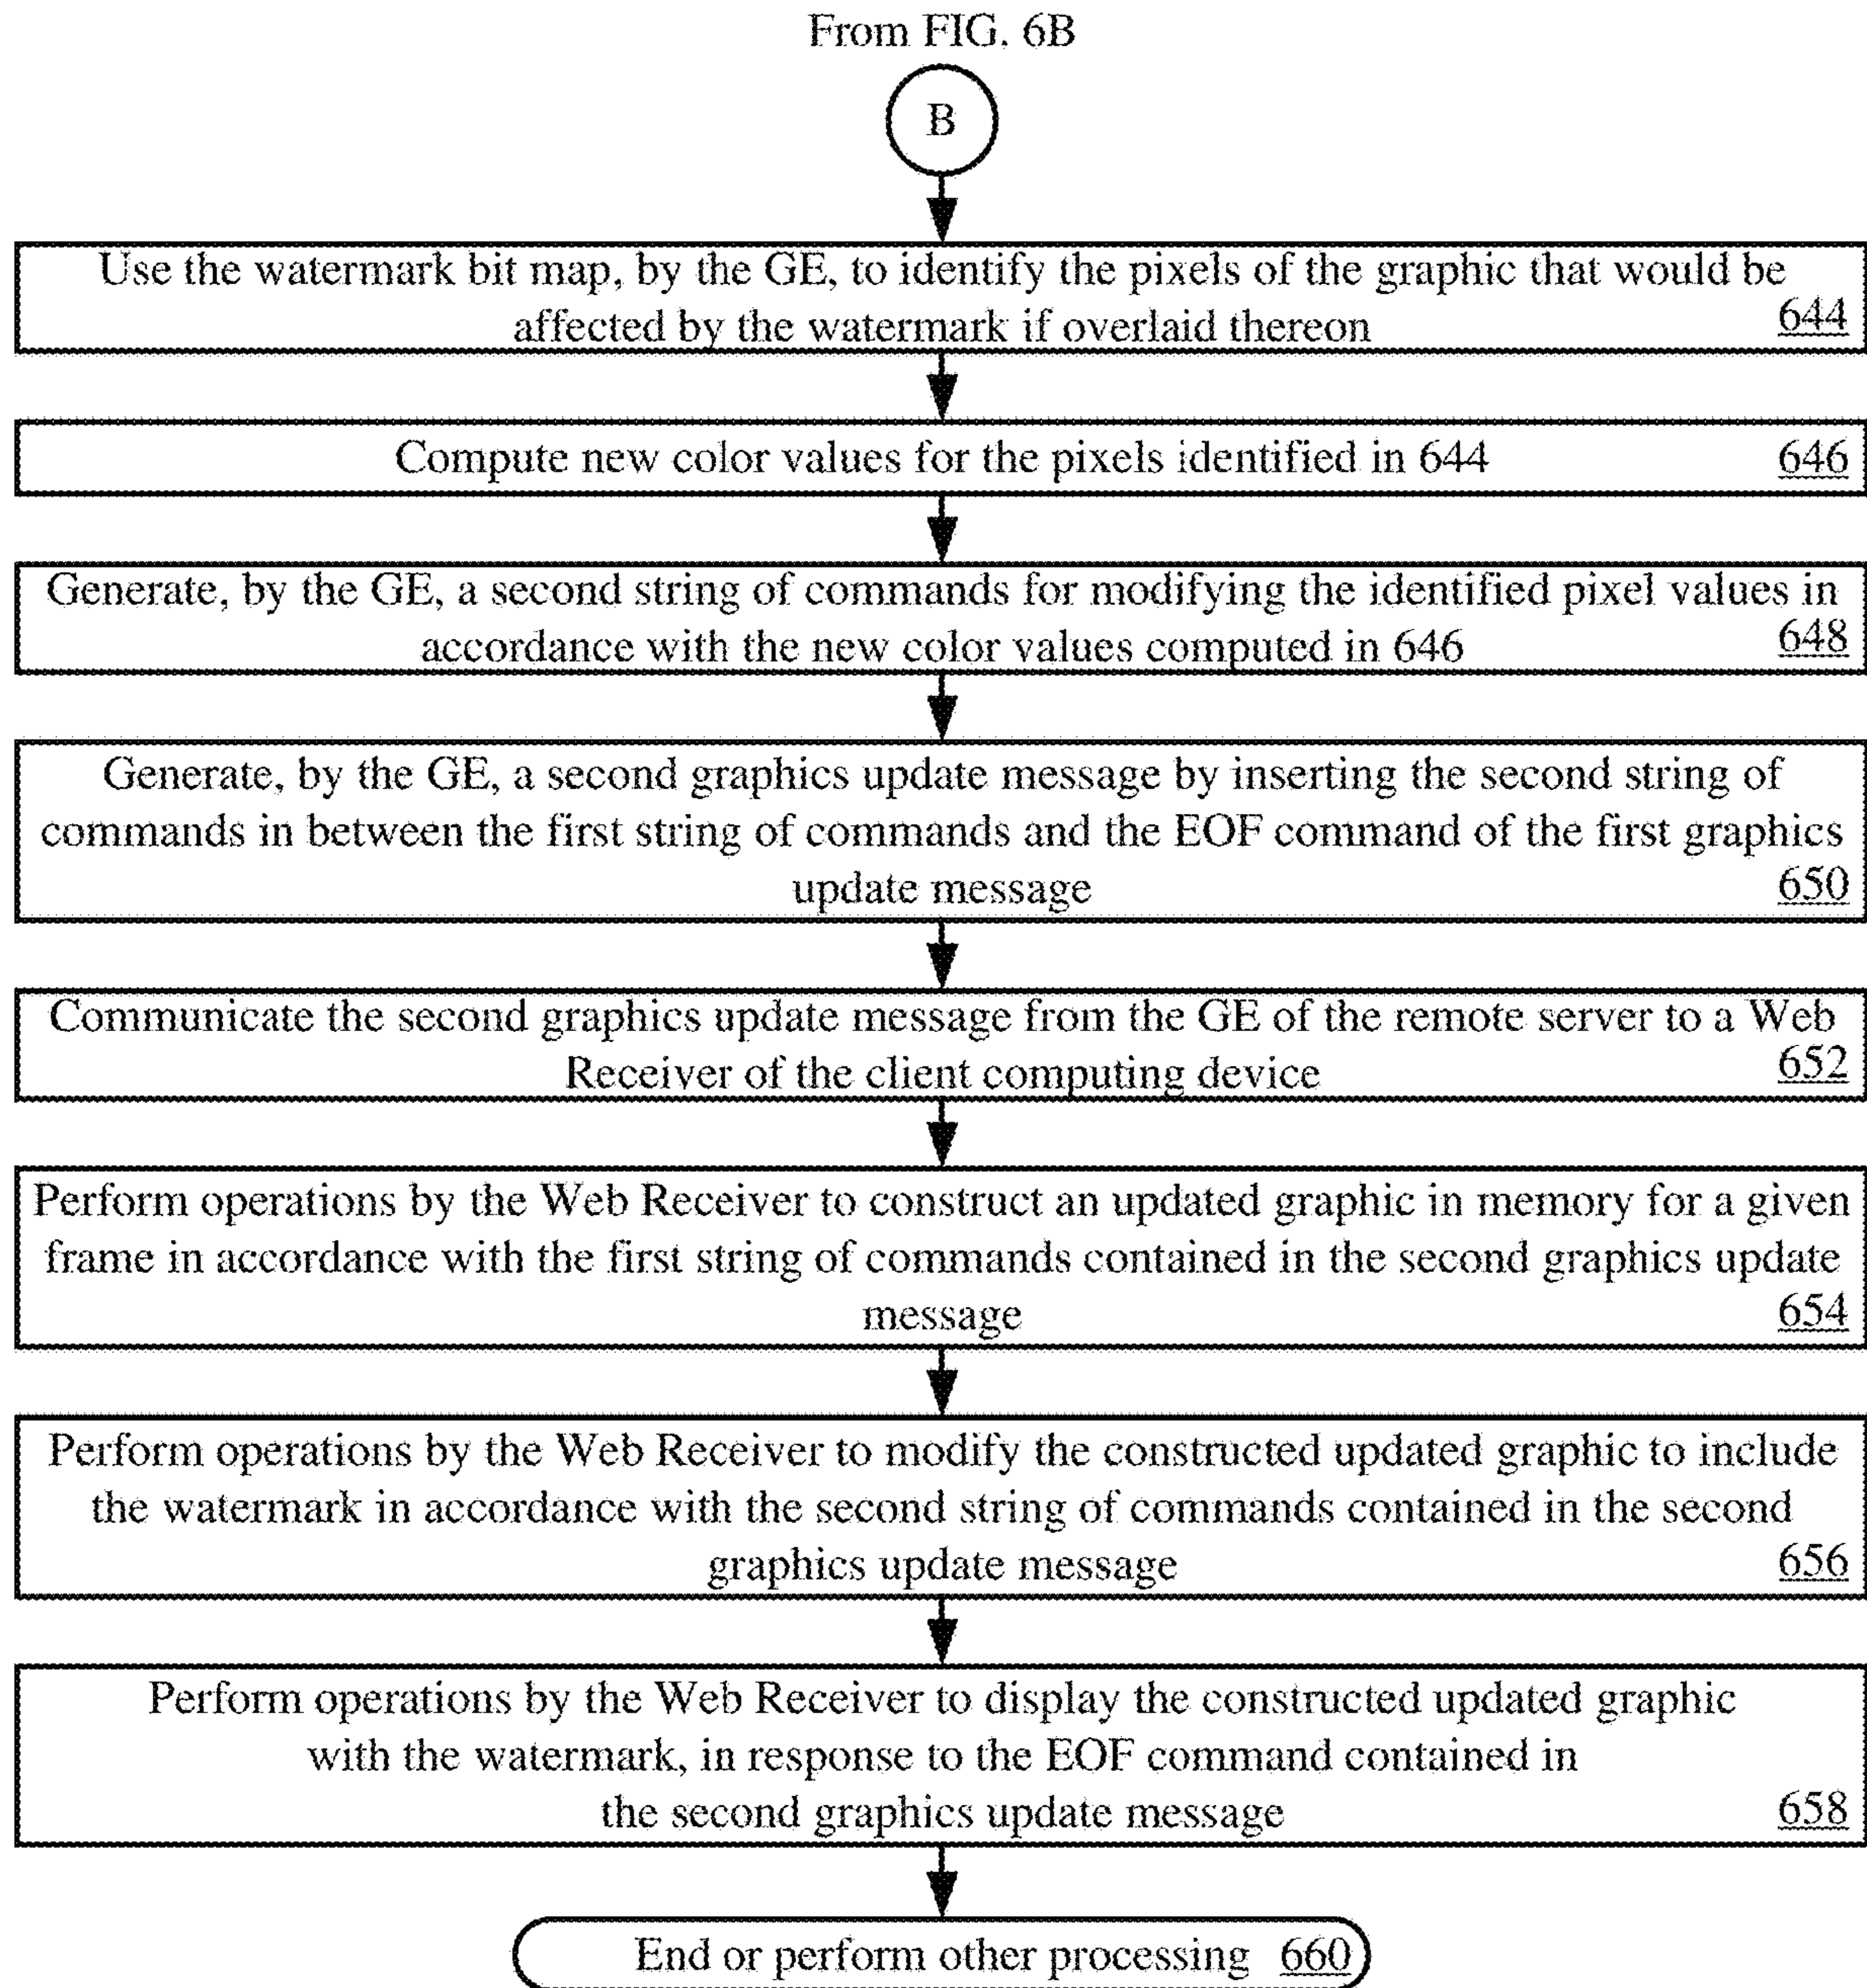 From FIG. 6B
B
Use the watermark bit map, by the GE, to identify the pixels of the graphic that would be
affected by the watermark if overlaid thereon 644
Compute new color values for the pixels identified in 644 646
Generate, by the GE, a second string of commands for modifying the identified pixel values in
accordance with the new color values computed in 646 648
Generate, by the GE, a second graphics update message by inserting the second string of
commands in between the first string of commands and the EOF command of the first graphics
update message 650
Communicate the second graphics update message from the GE of the remote server to a Web
Receiver of the client computing device 652
Perform operations by the Web Receiver to construct an updated graphic in memory for a given
frame in accordance with the first string of commands contained in the second graphics update
message 654
Perform operations by the Web Receiver to modify the constructed updated graphic to include
the watermark in accordance with the second string of commands contained in the second
graphics update message 656
Perform operations by the Web Receiver to display the constructed updated graphic
with the watermark, in response to the EOF command contained in
the second graphics update message 658
End or perform other processing 660